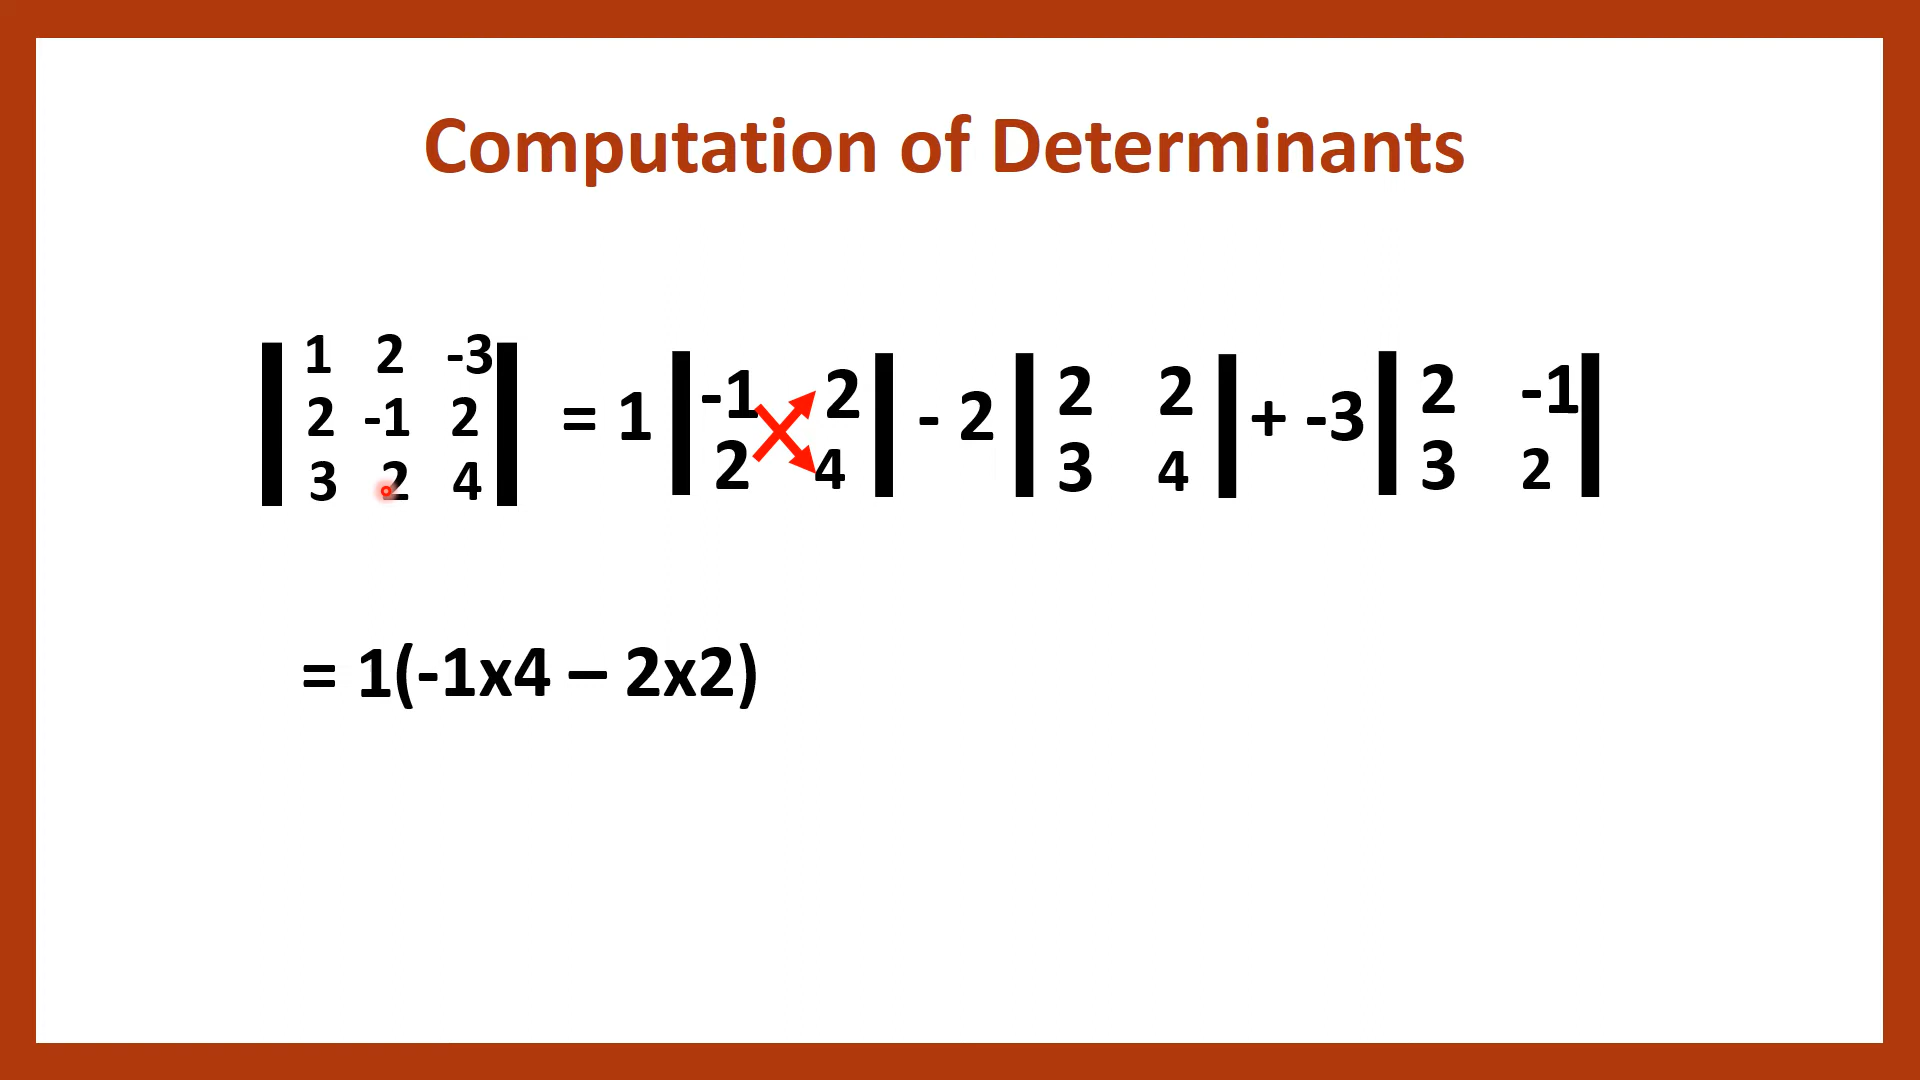 Computation of Determinants
| 1 2 -3 |
| 2 -1 2 |
| 3 2 4 |
= 1 | -1 2 | - 2 | 2 2 | + -3 | 2 -1 |
| 2 4 | | 3 4 | | 3 2 |
= 1(-1x4 – 2x2)